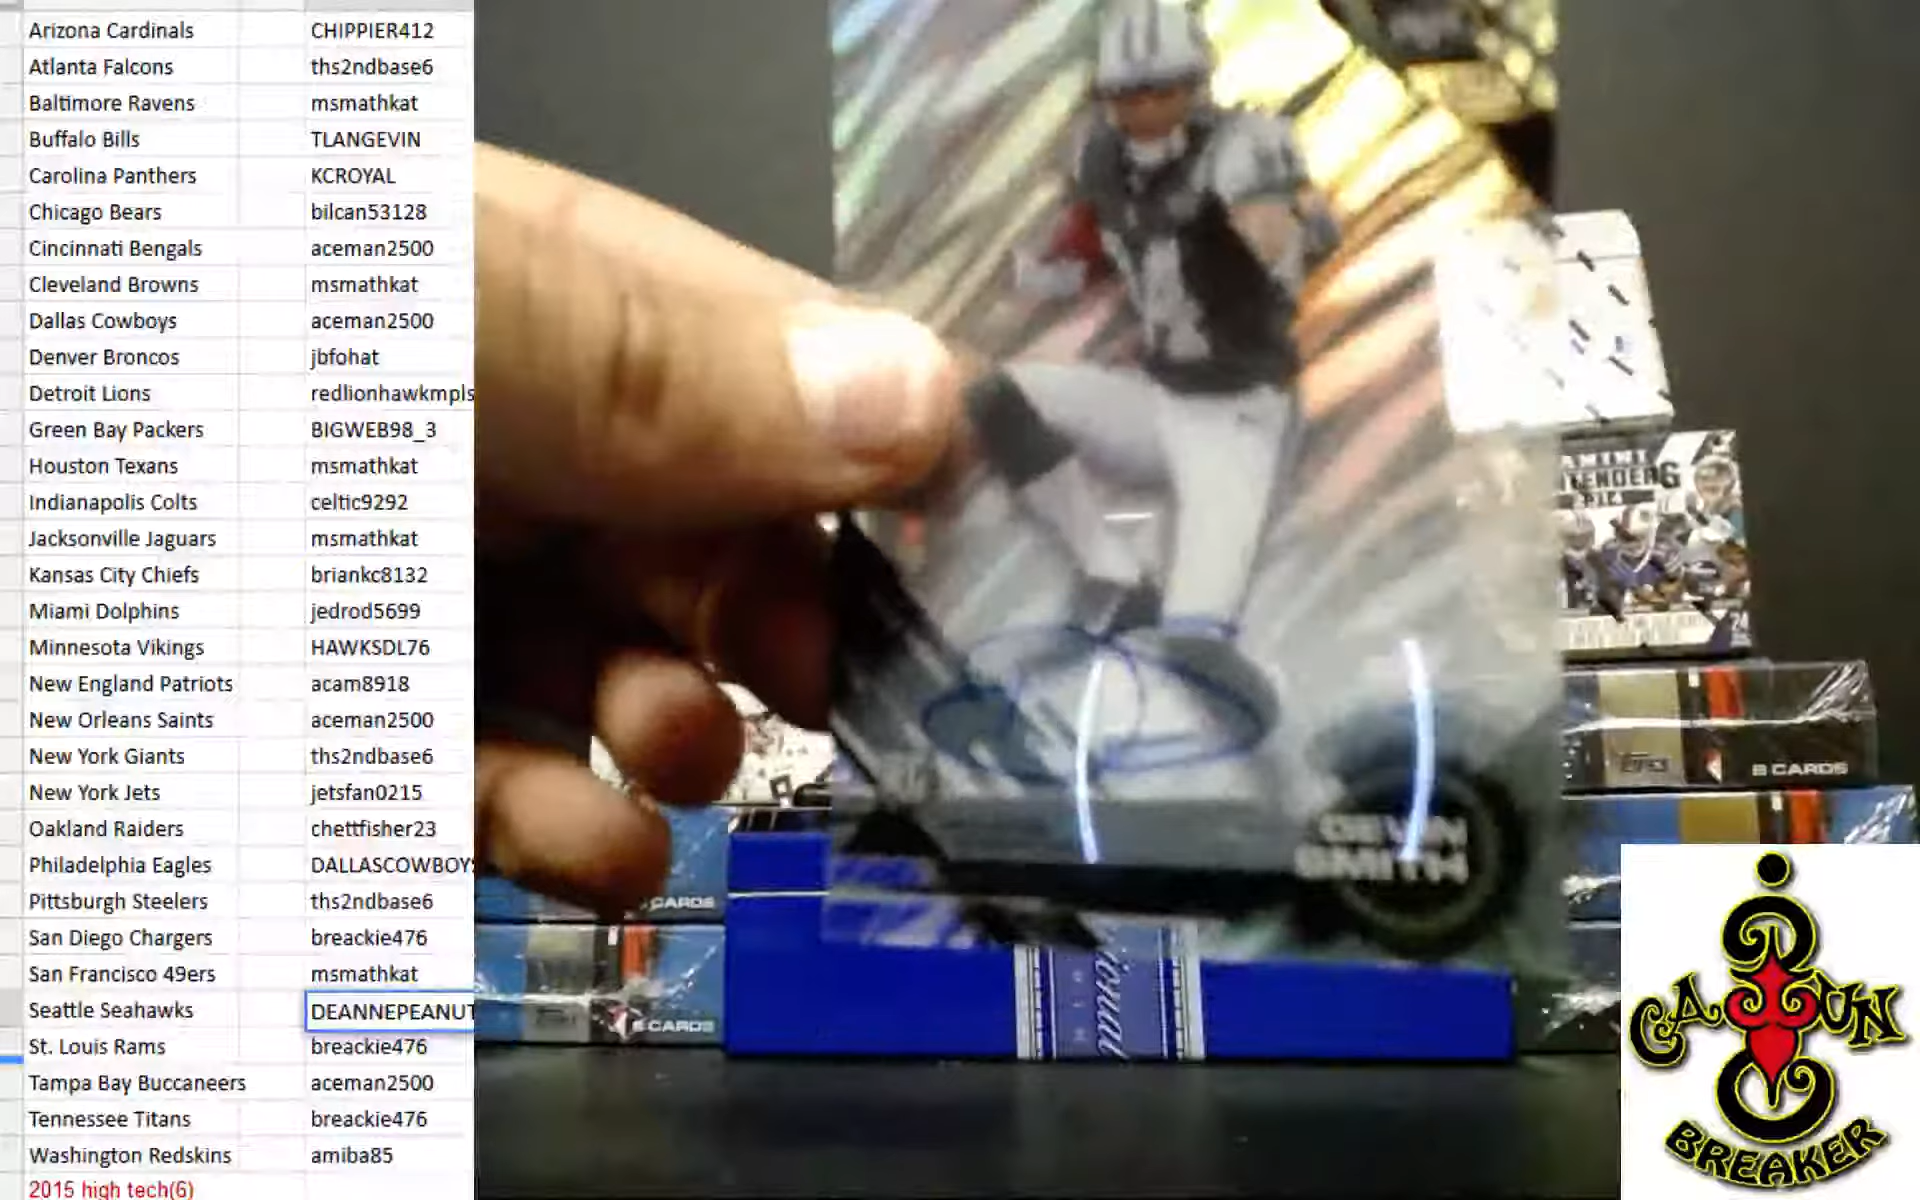 Arizona Cardinals CHIPPIER412
Atlanta Falcons ths2ndbase6
Baltimore Ravens msmathkat
Buffalo Bills TLANGEVIN
Carolina Panthers KCROYAL
Chicago Bears bilcan53128
Cincinnati Bengals aceman2500
Cleveland Browns msmathkat
Dallas Cowboys aceman2500
Denver Broncos jbfohat
Detroit Lions redlionhawkmpls
Green Bay Packers BIGWEB98_3
Houston Texans msmathkat
Indianapolis Colts celtic9292
Jacksonville Jaguars msmathkat
Kansas City Chiefs briankc8132
Miami Dolphins jedrod5699
Minnesota Vikings HAWKSDL76
New England Patriots acam8918
New Orleans Saints aceman2500
New York Giants ths2ndbase6
New York Jets jetsfan0215
Oakland Raiders chettfisher23
Philadelphia Eagles DALLASCOWBOYS
Pittsburgh Steelers ths2ndbase6
San Diego Chargers breackie476
San Francisco 49ers msmathkat
Seattle Seahawks DEANNEPEANUT
St. Louis Rams breackie476
Tampa Bay Buccaneers aceman2500
Tennessee Titans breackie476
Washington Redskins amiba85
2015 high tech(6)
DEVIN
SMITH
PANINI
24
8 CARDS
CARDS
CARDS
CAJUN
BREAKER